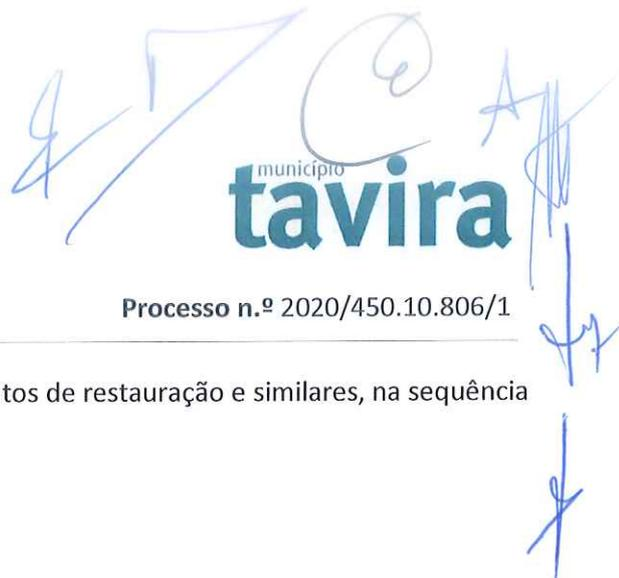 município
tavira
Processo n.º 2020/450.10.806/1
tos de restauração e similares, na sequência